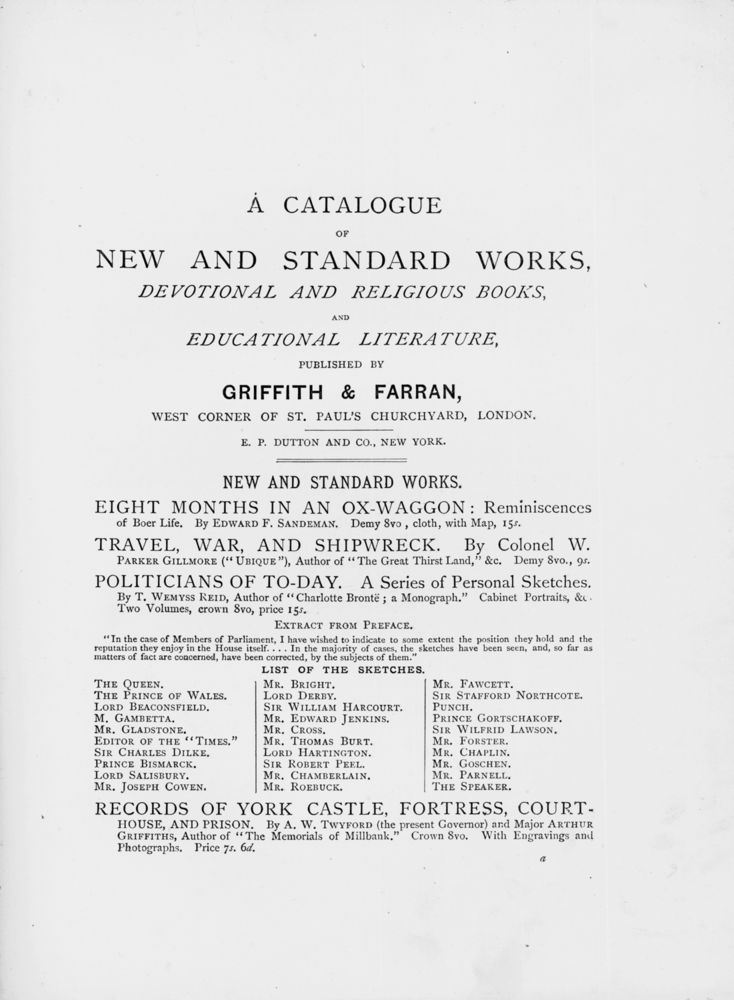 A CATALOGUE
OF
NEW AND STANDARD WORKS,
DEVOTIONAL AND RELIGIOUS BOOKS,
AND
EDUCATIONAL LITERATURE,
PUBLISHED BY
GRIFFITH & FARRAN,
WEST CORNER OF ST. PAUL'S CHURCHYARD, LONDON.
E. P. DUTTON AND CO., NEW YORK.
NEW AND STANDARD WORKS.
EIGHT MONTHS IN AN OX-WAGGON: Reminiscences
of Boer Life. By EDWARD F. SANDEMAN. Demy 8vo, cloth, with Map, 15s.
TRAVEL, WAR, AND SHIPWRECK. By Colonel W.
PARKER GILLMORE ("UBIQUE"), Author of "The Great Thirst Land," &c. Demy 8vo., 9s.
POLITICIANS OF TO-DAY. A Series of Personal Sketches.
By T. WEMYSS REID, Author of "Charlotte Brontë; a Monograph." Cabinet Portraits, &c.
Two Volumes, crown 8vo, price 15s.
EXTRACT FROM PREFACE.
"In the case of Members of Parliament, I have wished to indicate to some extent the position they hold and the
reputation they enjoy in the House itself. . . . In the majority of cases, the sketches have been seen, and, so far as
matters of fact are concerned, have been corrected, by the subjects of them."
LIST OF THE SKETCHES.
THE QUEEN.
THE PRINCE OF WALES.
LORD BEACONSFIELD.
M. GAMBETTA.
MR. GLADSTONE.
EDITOR OF THE "TIMES."
SIR CHARLES DILKE.
PRINCE BISMARCK.
LORD SALISBURY.
MR. JOSEPH COWEN.
MR. BRIGHT.
LORD DERBY.
SIR WILLIAM HARCOURT.
MR. EDWARD JENKINS.
MR. CROSS.
MR. THOMAS BURT.
LORD HARTINGTON.
SIR ROBERT PEEL.
MR. CHAMBERLAIN.
MR. ROEBUCK.
MR. FAWCETT.
SIR STAFFORD NORTHCOTE.
PUNCH.
PRINCE GORTSCHAKOFF.
SIR WILFRID LAWSON.
MR. FORSTER.
MR. CHAPLIN.
MR. GOSCHEN.
MR. PARNELL.
THE SPEAKER.
RECORDS OF YORK CASTLE, FORTRESS, COURT-
HOUSE, AND PRISON. By A. W. TWYFORD (the present Governor) and Major ARTHUR
GRIFFITHS, Author of "The Memorials of Millbank." Crown 8vo. With Engravings and
Photographs. Price 7s. 6d.
a